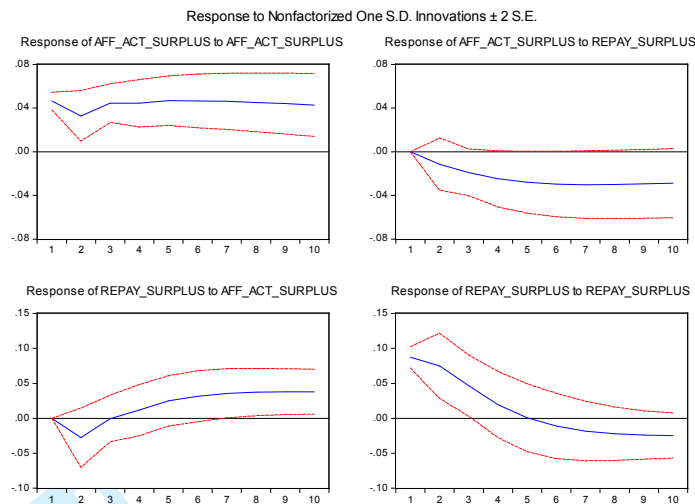 Response to Nonfactorized One S.D. Innovations ± 2 S.E.
Response of AFF_ACT_SURPLUS to AFF_ACT_SURPLUS
.08
.04
.00
-.04
-.08
1 2 3 4 5 6 7 8 9 10
Response of AFF_ACT_SURPLUS to REPAY_SURPLUS
.08
.04
.00
-.04
-.08
1 2 3 4 5 6 7 8 9 10
Response of REPAY_SURPLUS to AFF_ACT_SURPLUS
.15
.10
.05
.00
-.05
-.10
1 2 3 4 5 6 7 8 9 10
Response of REPAY_SURPLUS to REPAY_SURPLUS
.15
.10
.05
.00
-.05
-.10
1 2 3 4 5 6 7 8 9 10